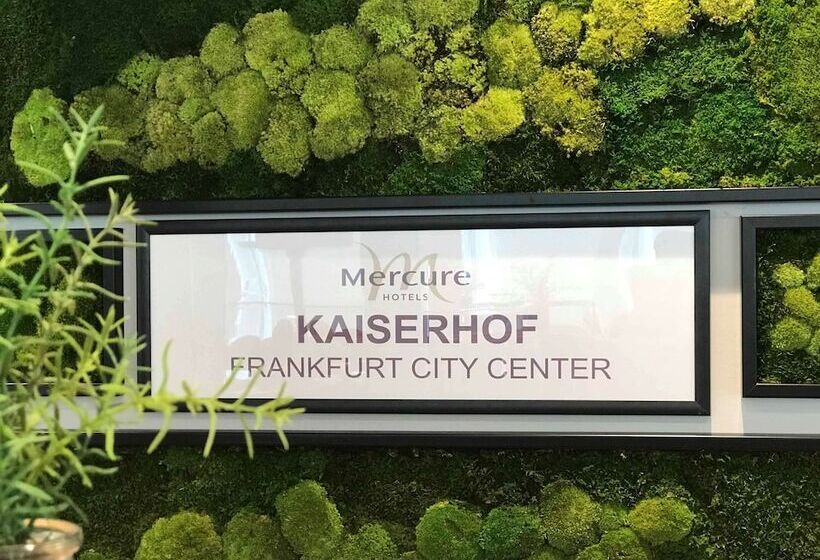 Mercure
HOTELS
KAISERHOF
FRANKFURT CITY CENTER